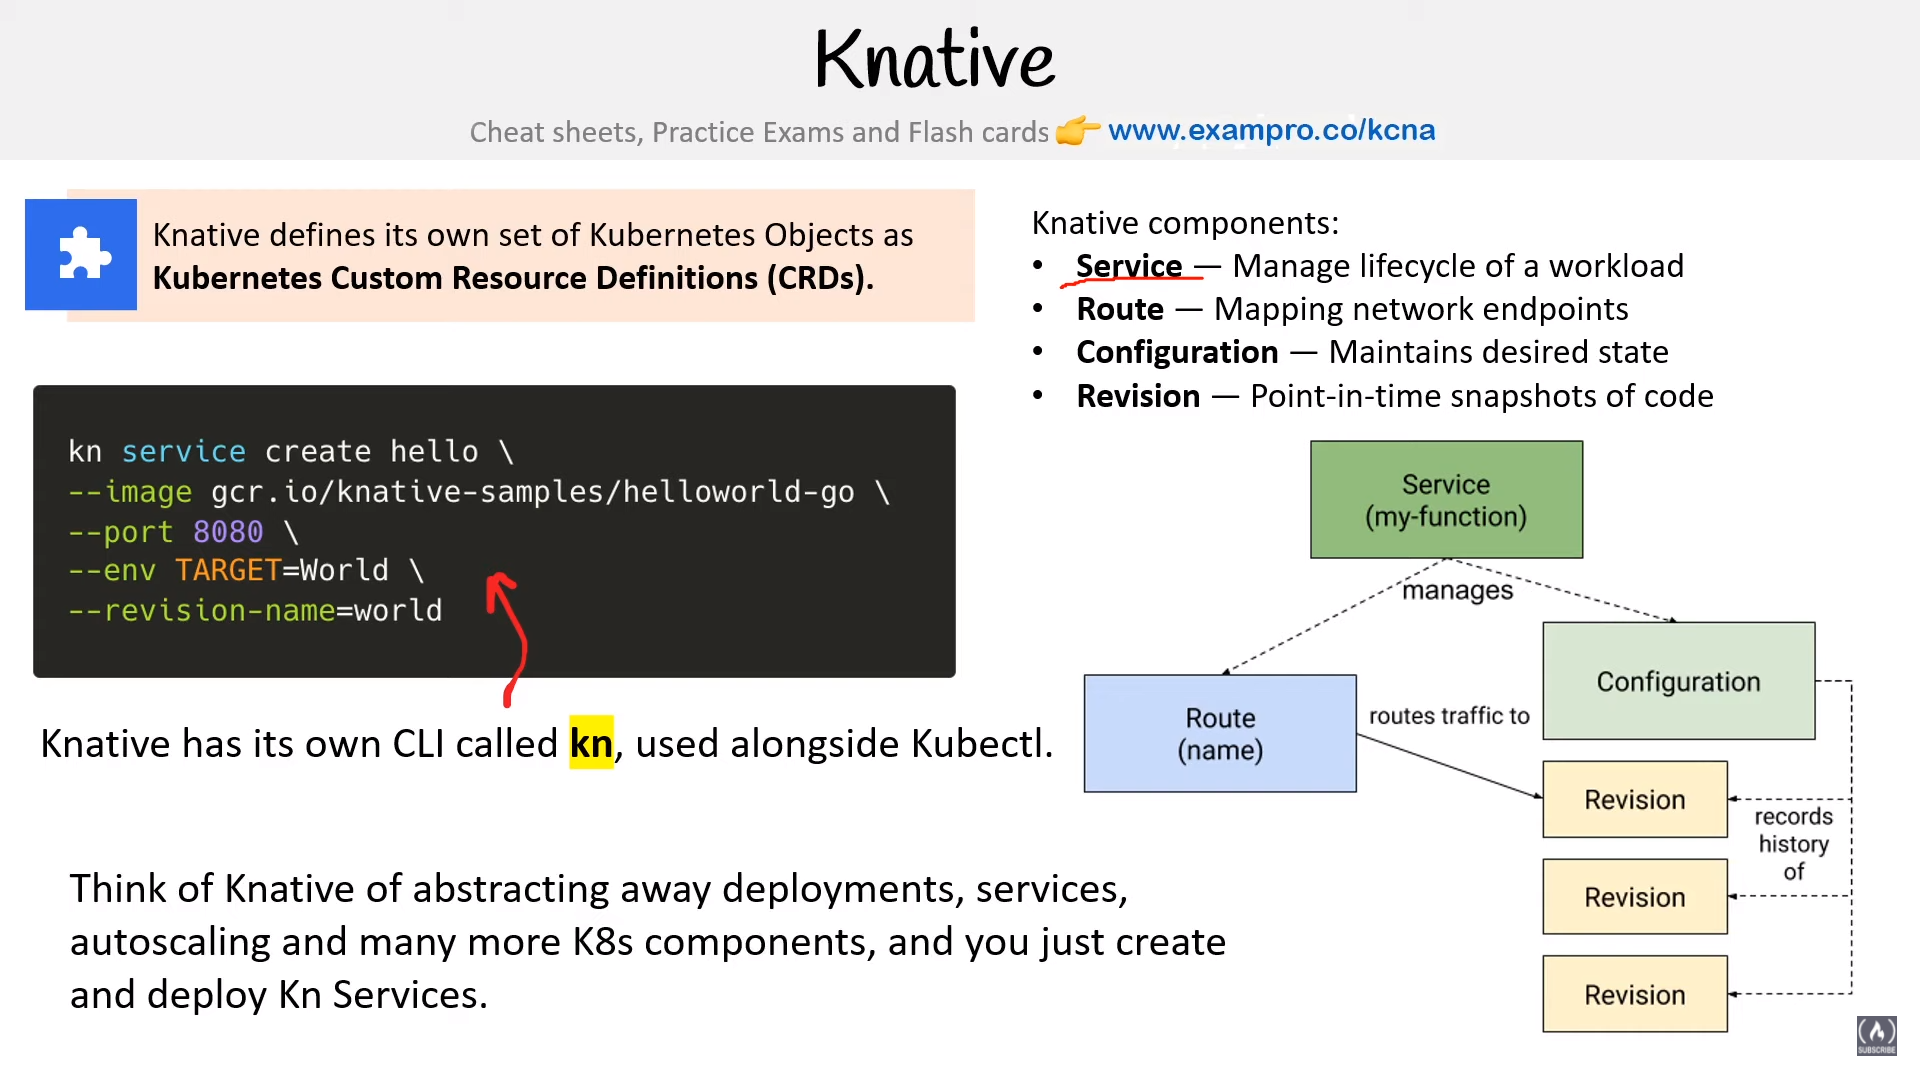 Knative
Cheat sheets, Practice Exams and Flash cards 👉 www.exampro.co/kcna
Knative defines its own set of Kubernetes Objects as
Kubernetes Custom Resource Definitions (CRDs).
kn service create hello \
--image gcr.io/knative-samples/helloworld-go \
--port 8080 \
--env TARGET=World \
--revision-name=world
Knative has its own CLI called kn, used alongside Kubectl.
Think of Knative of abstracting away deployments, services,
autoscaling and many more K8s components, and you just create
and deploy Kn Services.
Knative components:
• Service — Manage lifecycle of a workload
• Route — Mapping network endpoints
• Configuration — Maintains desired state
• Revision — Point-in-time snapshots of code
Service
(my-function)
manages
Configuration
Route
(name)
routes traffic to
Revision
records
history
of
Revision
Revision
SUBSCRIBE